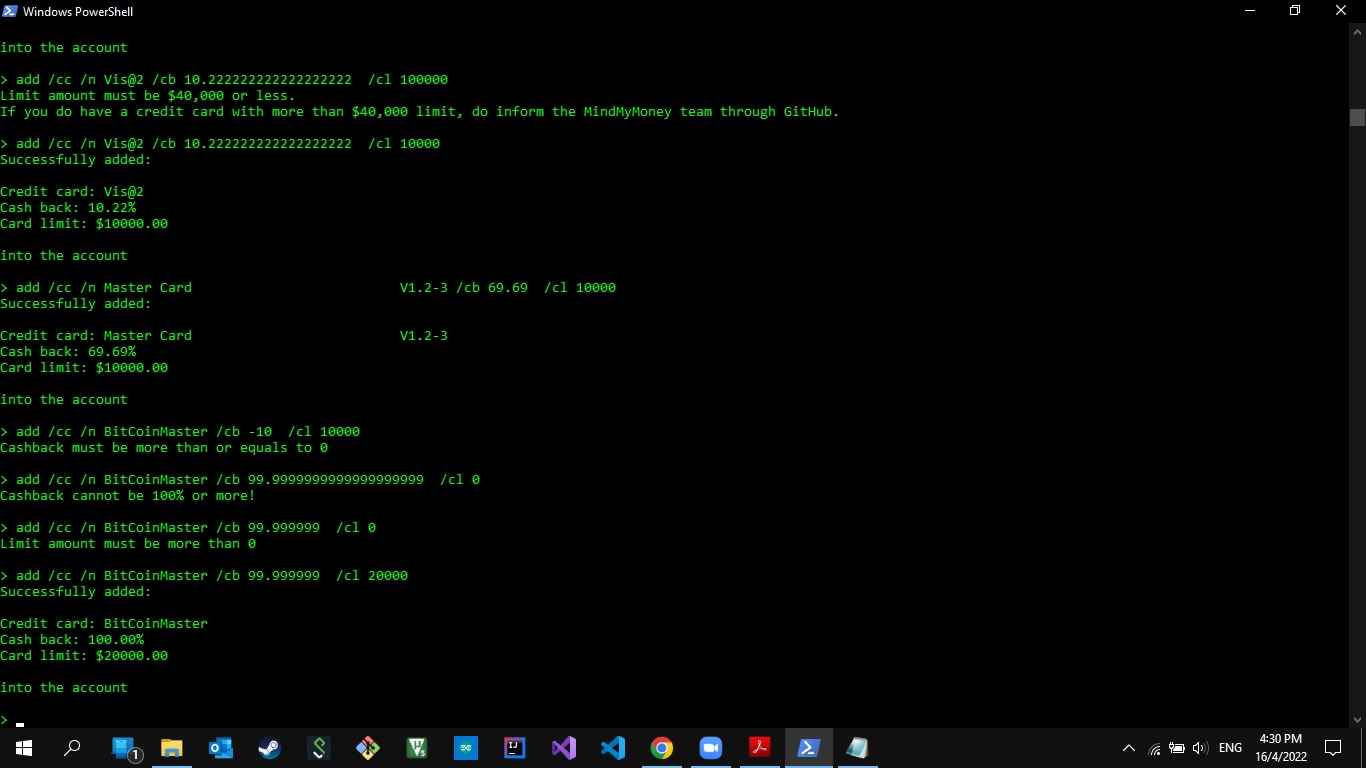 Windows PowerShell
into the account
> add /cc /n Vis@2 /cb 10.222222222222222222  /cl 100000
Limit amount must be $40,000 or less.
If you do have a credit card with more than $40,000 limit, do inform the MindMyMoney team through GitHub.
> add /cc /n Vis@2 /cb 10.222222222222222222  /cl 10000
Successfully added:
Credit card: Vis@2
Cash back: 10.22%
Card limit: $10000.00
into the account
> add /cc /n Master Card                          V1.2-3 /cb 69.69  /cl 10000
Successfully added:
Credit card: Master Card                          V1.2-3
Cash back: 69.69%
Card limit: $10000.00
into the account
> add /cc /n BitCoinMaster /cb -10  /cl 10000
Cashback must be more than or equals to 0
> add /cc /n BitCoinMaster /cb 99.9999999999999999999  /cl 0
Cashback cannot be 100% or more!
> add /cc /n BitCoinMaster /cb 99.999999  /cl 0
Limit amount must be more than 0
> add /cc /n BitCoinMaster /cb 99.999999  /cl 20000
Successfully added:
Credit card: BitCoinMaster
Cash back: 100.00%
Card limit: $20000.00
into the account
>
1
IJ
ENG
4:30 PM
16/4/2022